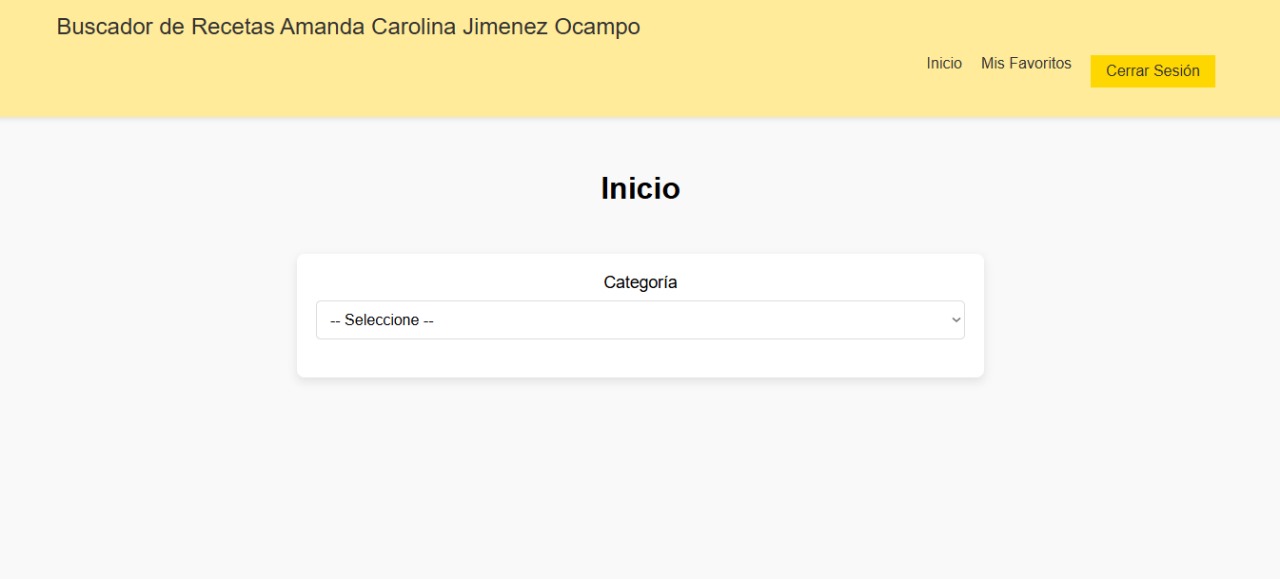 Buscador de Recetas Amanda Carolina Jimenez Ocampo
Inicio Mis Favoritos Cerrar Sesión
Inicio
Categoría
-- Seleccione --